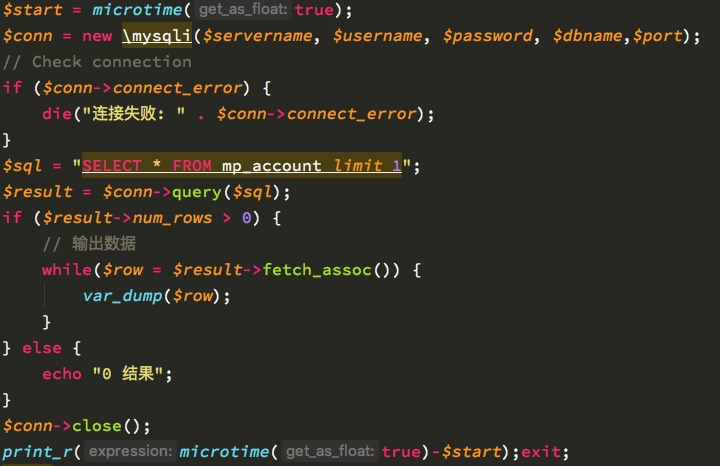 $start = microtime( get_as_float: true);
$conn = new \mysqli($servername, $username, $password, $dbname,$port);
// Check connection
if ($conn->connect_error) {
die("连接失败: " . $conn->connect_error);
}
$sql = "SELECT * FROM mp_account limit 1";
$result = $conn->query($sql);
if ($result->num_rows > 0) {
// 输出数据
while($row = $result->fetch_assoc()) {
var_dump($row);
}
} else {
echo "0 结果";
}
$conn->close();
print_r( expression: microtime( get_as_float: true)-$start);exit;